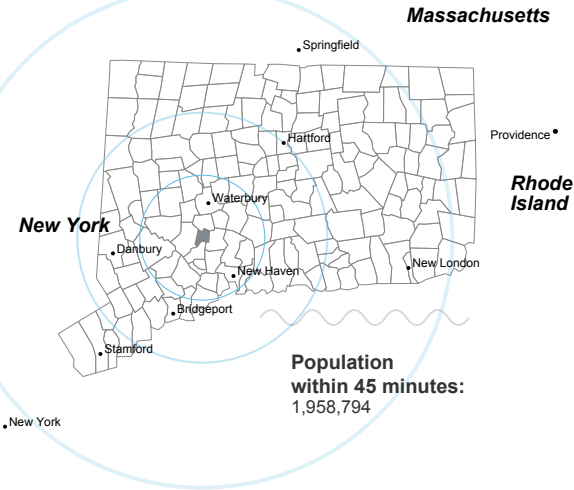 Massachusetts
Springfield
Hartford
Providence
Rhode
Island
Waterbury
New York
Danbury
New Haven
New London
Bridgeport
Stamford
Population
within 45 minutes:
1,958,794
New York